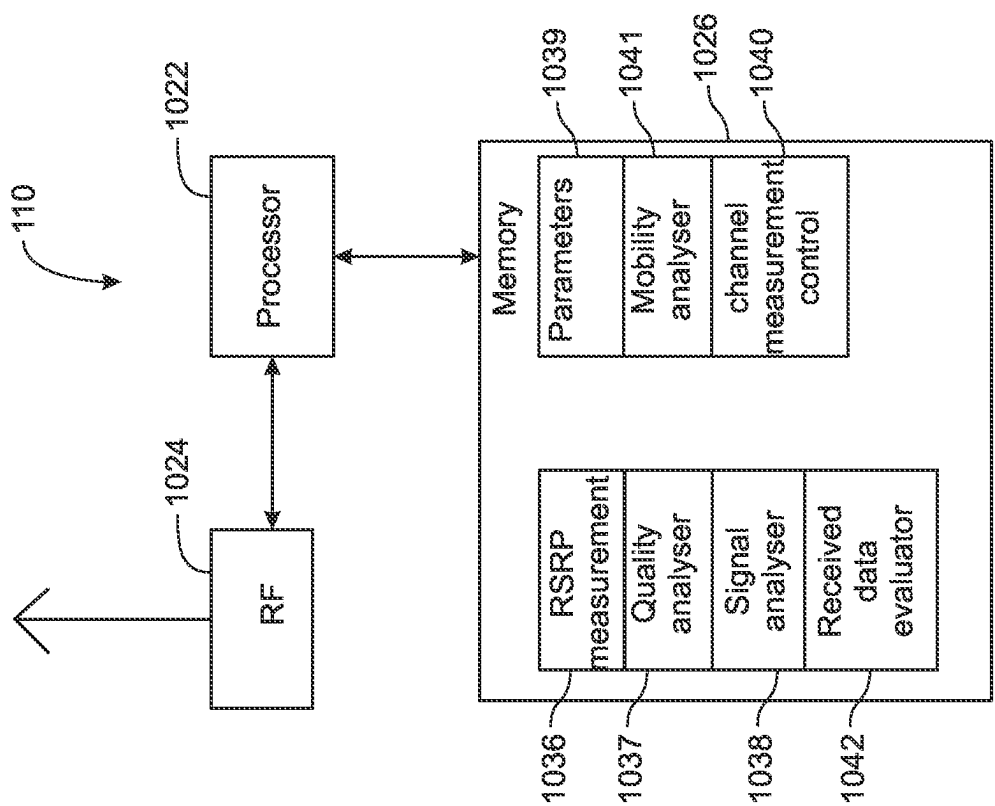 110
1024
1022
RF
Processor
Memory
1036
RSRP
measurement
1037
Quality
analyser
1038
Signal
analyser
1042
Received
data
evaluator
Parameters
1039
Mobility
analyser
1041
1026
channel
measurement
control
1040